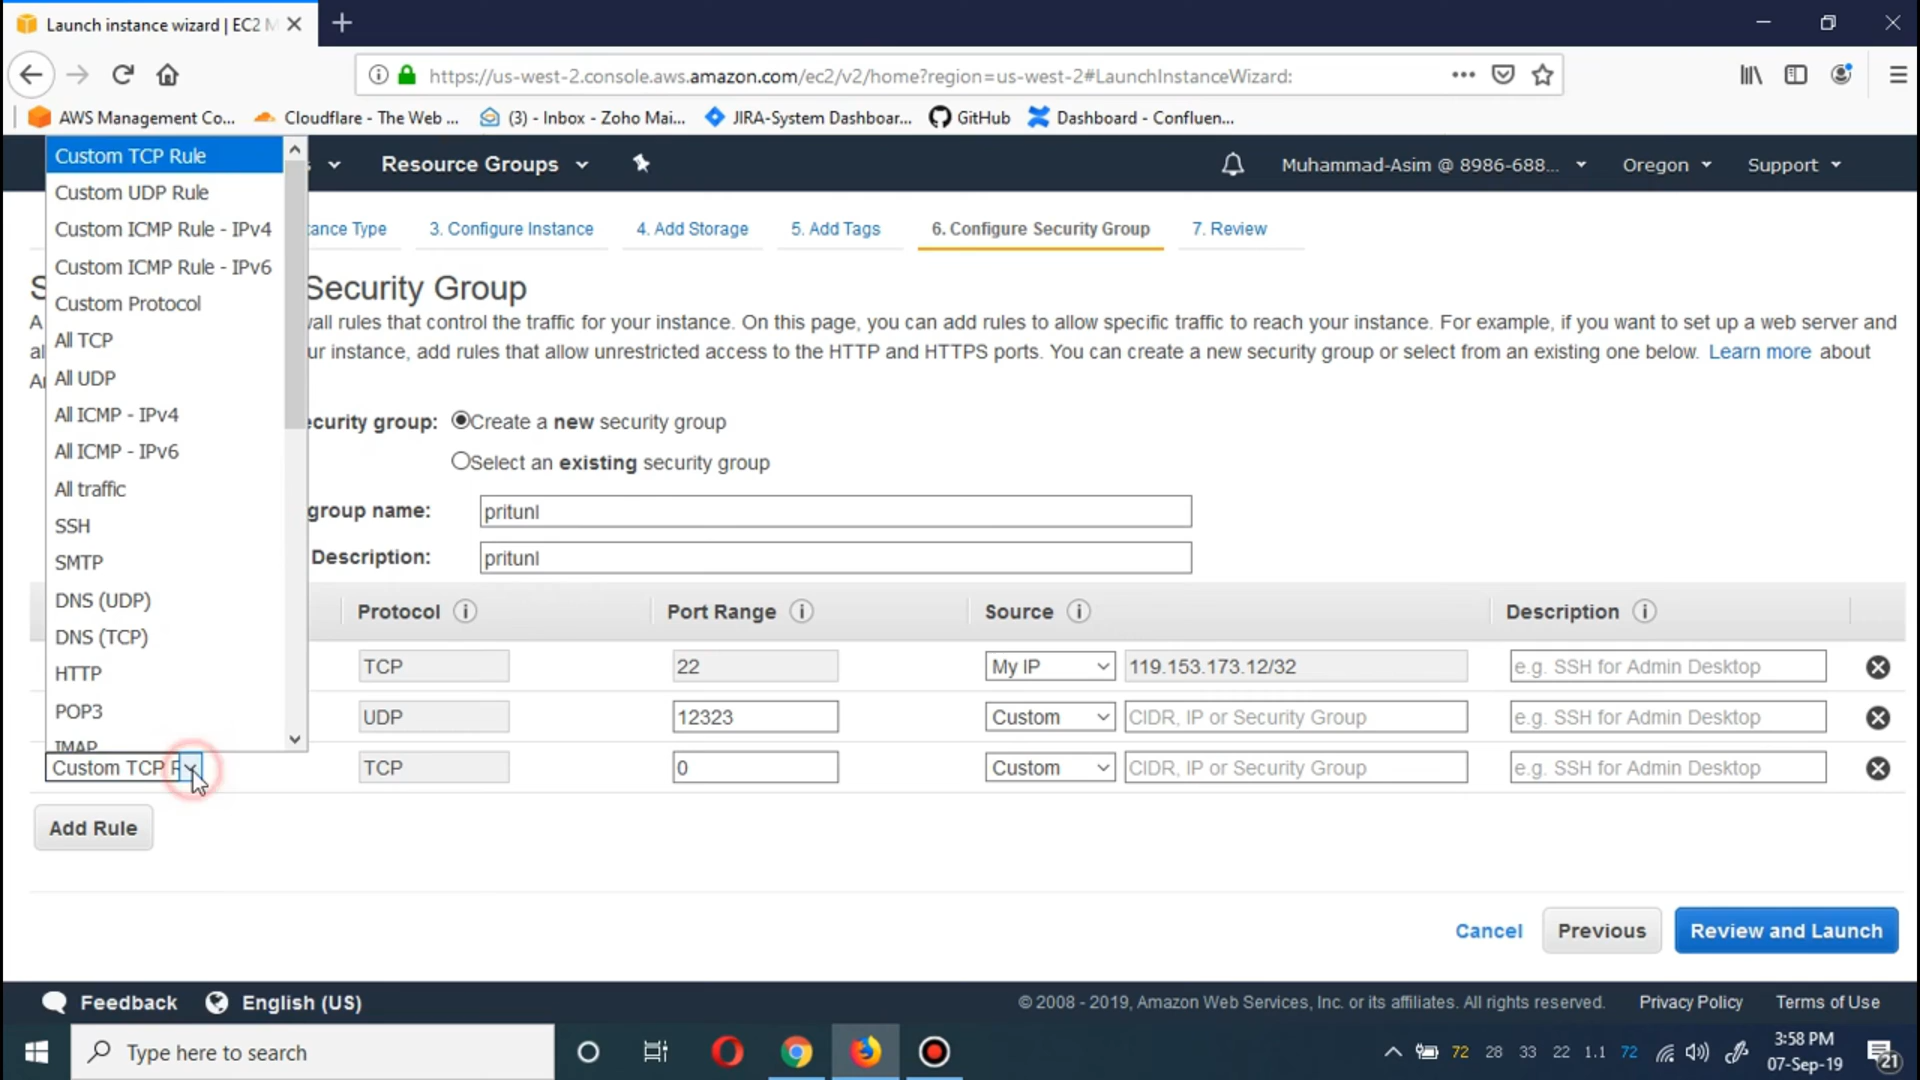 Launch instance wizard | EC2 M
https://us-west-2.console.aws.amazon.com/ec2/v2/home?region=us-west-2#LaunchInstanceWizard:
AWS Management Co... Cloudflare - The Web ... (3) - Inbox - Zoho Mai... JIRA-System Dashboar... GitHub Dashboard - Confluen...
s Resource Groups Muhammad-Asim @ 8986-688... Oregon Support
tance Type 3. Configure Instance 4. Add Storage 5. Add Tags 6. Configure Security Group 7. Review
S Security Group
A vall rules that control the traffic for your instance. On this page, you can add rules to allow specific traffic to reach your instance. For example, if you want to set up a web server and
al ur instance, add rules that allow unrestricted access to the HTTP and HTTPS ports. You can create a new security group or select from an existing one below. Learn more about
Ar
Custom TCP Rule
Custom UDP Rule
Custom ICMP Rule - IPv4
Custom ICMP Rule - IPv6
Custom Protocol
All TCP
All UDP
All ICMP - IPv4
All ICMP - IPv6
All traffic
SSH
SMTP
DNS (UDP)
DNS (TCP)
HTTP
POP3
IMAP
ecurity group: Create a new security group
Select an existing security group
group name: pritunl
Description: pritunl
Protocol Port Range Source Description
TCP 22 My IP 119.153.173.12/32 e.g. SSH for Admin Desktop
UDP 12323 Custom CIDR, IP or Security Group e.g. SSH for Admin Desktop
Custom TCP R TCP 0 Custom CIDR, IP or Security Group e.g. SSH for Admin Desktop
Add Rule
Cancel Previous Review and Launch
Feedback English (US) © 2008 - 2019, Amazon Web Services, Inc. or its affiliates. All rights reserved. Privacy Policy Terms of Use
Type here to search 72 28 33 22 1.1 72 3:58 PM
07-Sep-19 21